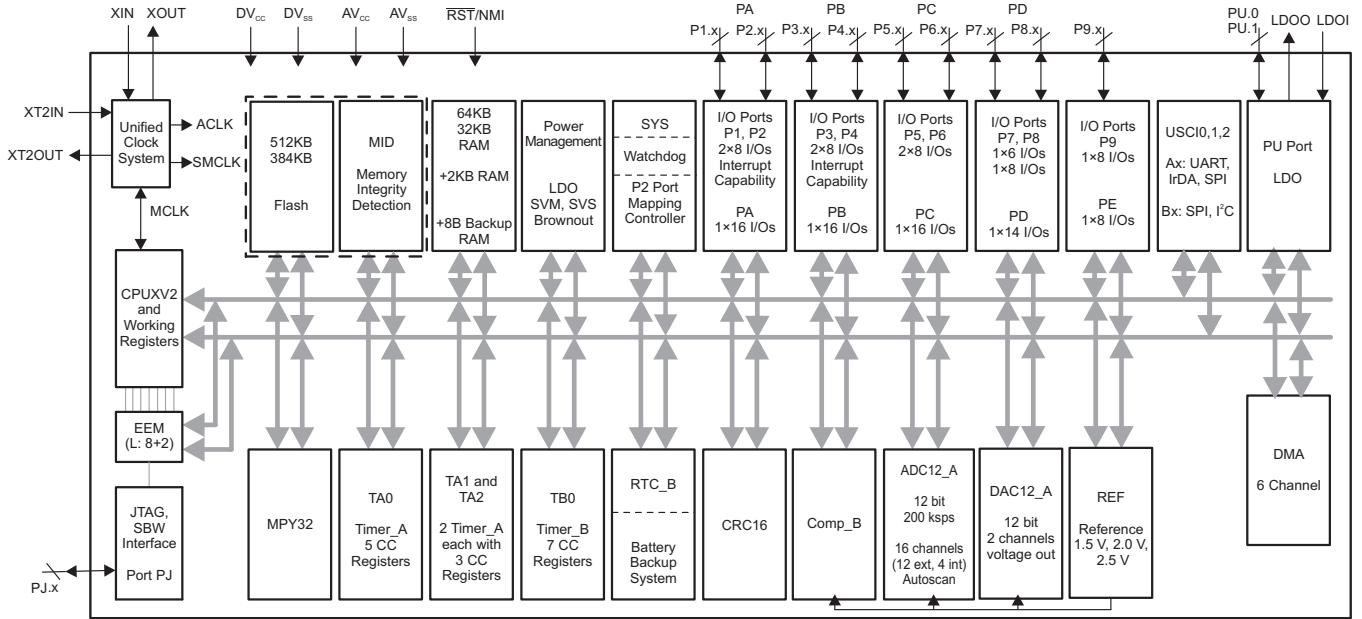 XIN
XOUT
DVCC
DVSS
AVCC
AVSS
RST/NMI
PA
P1.x
P2.x
PB
P3.x
P4.x
PC
P5.x
P6.x
PD
P7.x
P8.x
P9.x
PU.0
PU.1
LDOO
LDOI
XT2IN
XT2OUT
Unified
Clock
System
ACLK
SMCLK
MCLK
512KB
384KB
Flash
MID
Memory
Integrity
Detection
64KB
32KB
RAM
+2KB RAM
+8B Backup
RAM
Power
Management
LDO
SVM, SVS
Brownout
SYS
Watchdog
P2 Port
Mapping
Controller
I/O Ports
P1, P2
2×8 I/Os
Interrupt
Capability
PA
1×16 I/Os
I/O Ports
P3, P4
2×8 I/Os
Interrupt
Capability
PB
1×16 I/Os
I/O Ports
P5, P6
2×8 I/Os
PC
1×16 I/Os
I/O Ports
P7, P8
1×6 I/Os
1×8 I/Os
PD
1×14 I/Os
I/O Ports
P9
1×8 I/Os
PE
1×8 I/Os
USCI0,1,2
Ax: UART,
IrDA, SPI
Bx: SPI, I²C
PU Port
LDO
CPUXV2
and
Working
Registers
EEM
(L: 8+2)
JTAG,
SBW
Interface
Port PJ
PJ.x
MPY32
TA0
Timer_A
5 CC
Registers
TA1 and
TA2
2 Timer_A
each with
3 CC
Registers
TB0
Timer_B
7 CC
Registers
RTC_B
Battery
Backup
System
CRC16
Comp_B
ADC12_A
12 bit
200 ksps
16 channels
(12 ext, 4 int)
Autoscan
DAC12_A
12 bit
2 channels
voltage out
REF
Reference
1.5 V, 2.0 V,
2.5 V
DMA
6 Channel